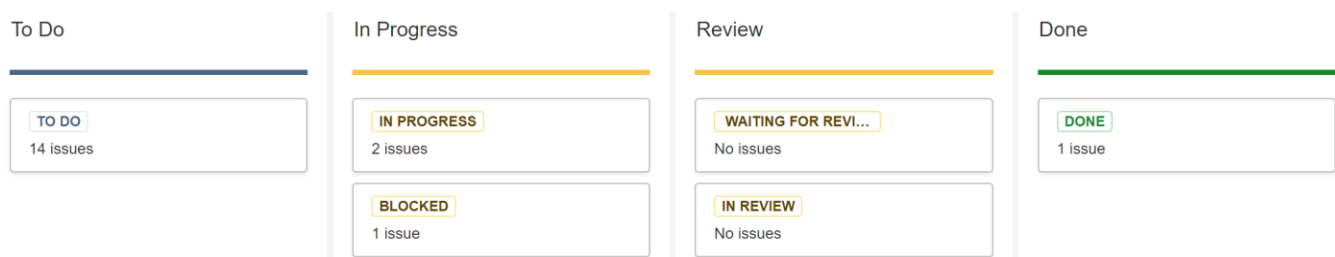 To Do
TO DO
14 issues
In Progress
IN PROGRESS
2 issues
BLOCKED
1 issue
Review
WAITING FOR REVI...
No issues
IN REVIEW
No issues
Done
DONE
1 issue